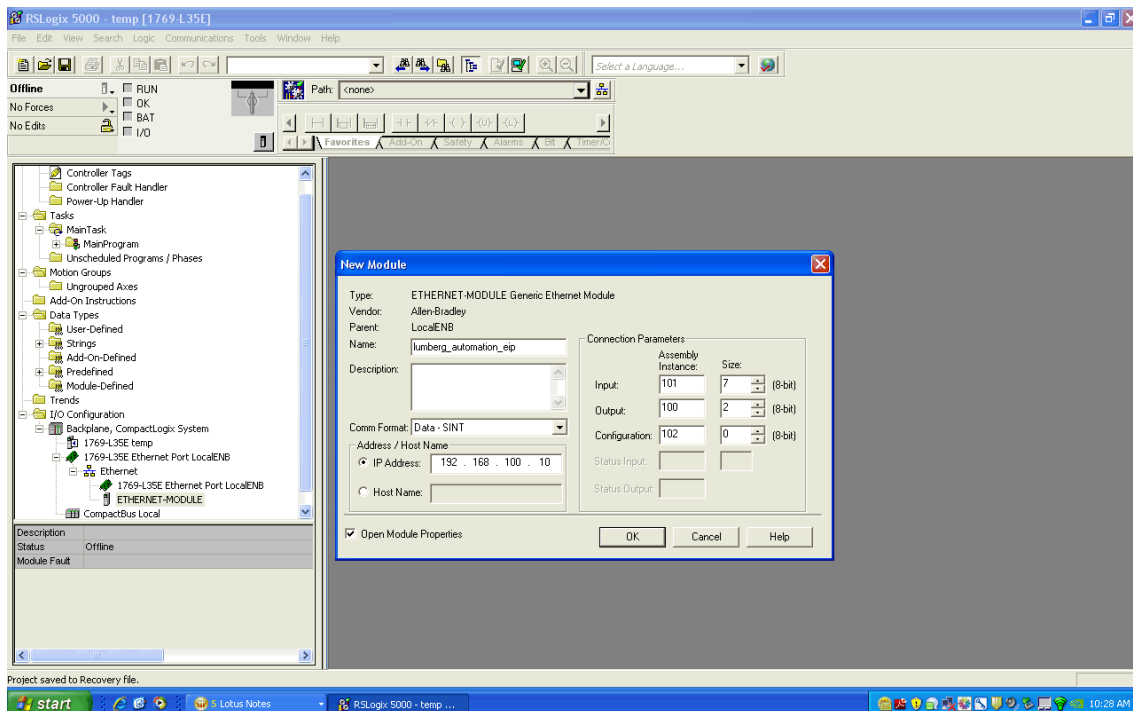 RSLogix 5000 - temp [1769-L35E]
File Edit View Search Logic Communications Tools Window Help
Select a Language...
Offline
RUN
No Forces
OK
No Edits
BAT
I/O
Path: <none>
Favorites Add-On Safety Alarms Bit Timer/C
Controller Tags
Controller Fault Handler
Power-Up Handler
Tasks
MainTask
MainProgram
Unscheduled Programs / Phases
Motion Groups
Ungrouped Axes
Add-On Instructions
Data Types
User-Defined
Strings
Add-On-Defined
Predefined
Module-Defined
Trends
I/O Configuration
Backplane, CompactLogix System
1769-L35E temp
1769-L35E Ethernet Port LocalENB
Ethernet
1769-L35E Ethernet Port LocalENB
ETHERNET-MODULE
CompactBus Local
Description
Status Offline
Module Fault
New Module
Type: ETHERNET-MODULE Generic Ethernet Module
Vendor: Allen-Bradley
Parent: LocalENB
Name: lumberg_automation_eip
Description:
Comm Format: Data - SINT
Address / Host Name
IP Address: 192 . 168 . 100 . 10
Host Name:
Connection Parameters
Assembly Instance: Size:
Input: 101 7 (8-bit)
Output: 100 2 (8-bit)
Configuration: 102 0 (8-bit)
Status Input:
Status Output:
Open Module Properties
OK Cancel Help
Project saved to Recovery file.
start 5 Lotus Notes RSLogix 5000 - temp ... 10:28 AM